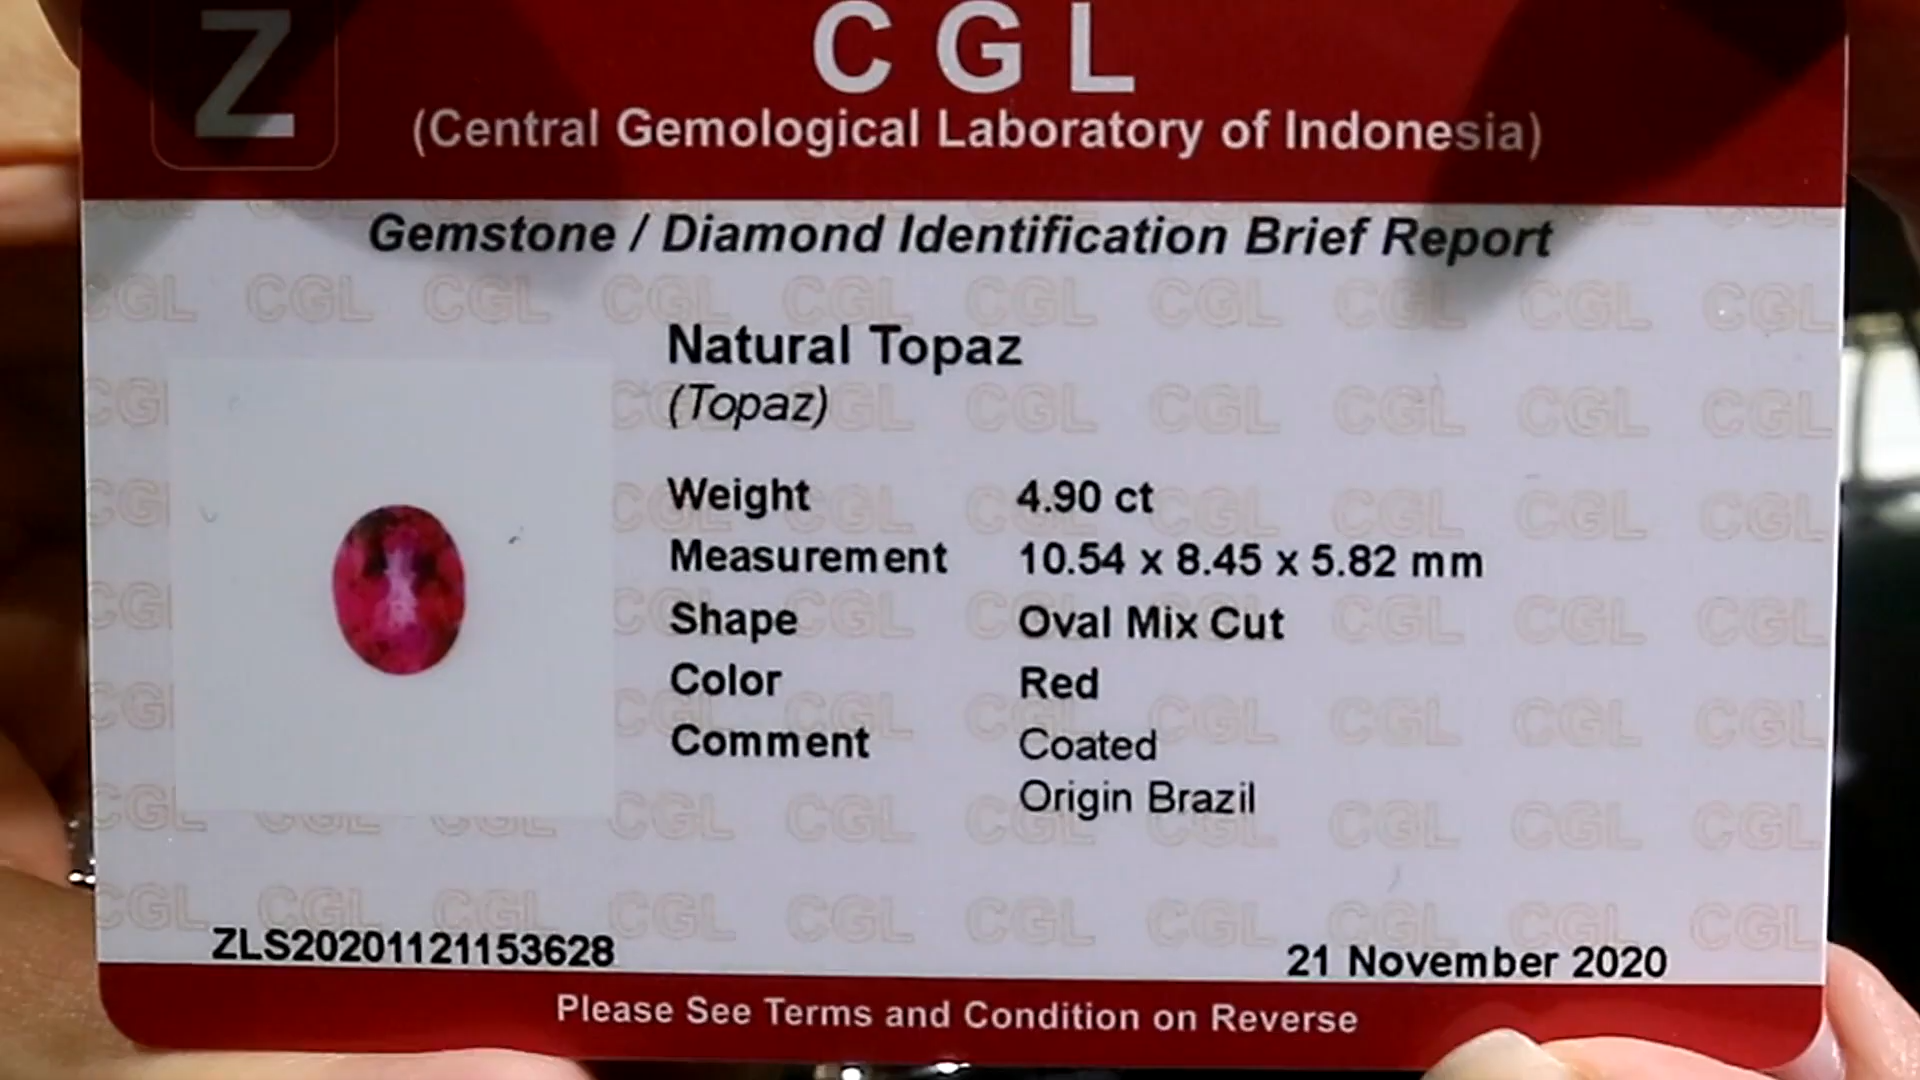 Z
CGL
(Central Gemological Laboratory of Indonesia)
Gemstone / Diamond Identification Brief Report
Natural Topaz
(Topaz)
Weight 4.90 ct
Measurement 10.54 x 8.45 x 5.82 mm
Shape Oval Mix Cut
Color Red
Comment Coated
Origin Brazil
ZLS20201121153628 21 November 2020
Please See Terms and Condition on Reverse